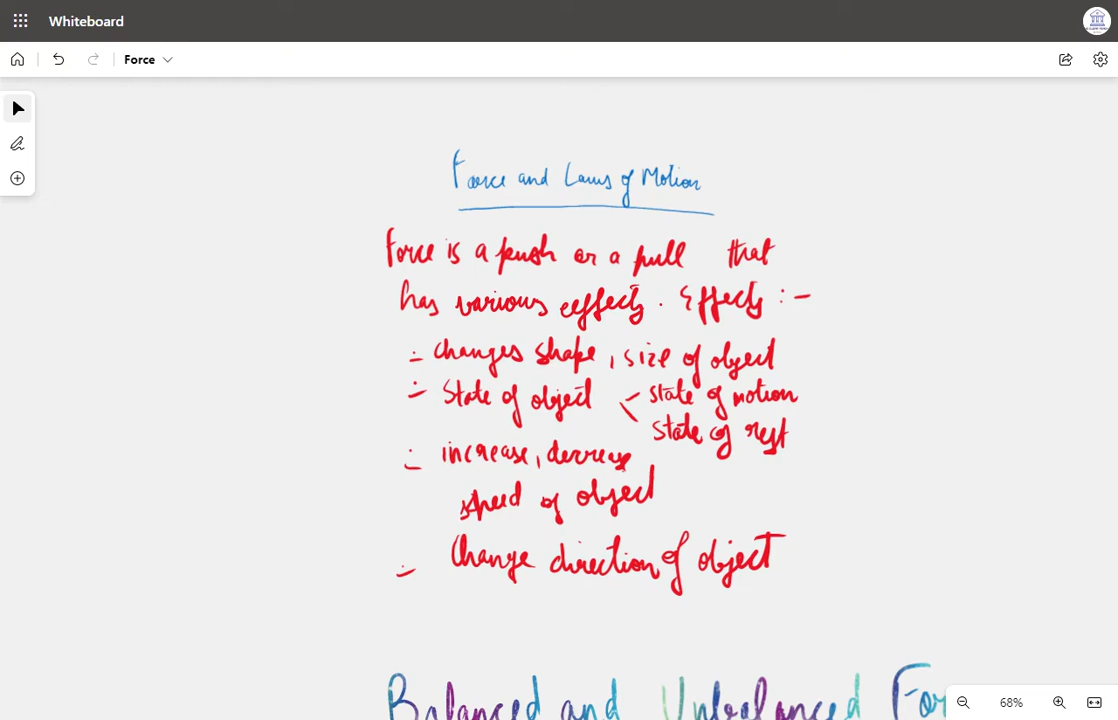 Whiteboard
Force
Force and Laws of Motion
Force is a push or a pull that
has various eeffects. Effects :-
- changes shape, size of object
- State of object < state of motion
state of rest
- increase, decrease
speed of object
- Change direction of object
Balanced and Unbalanced For
68%